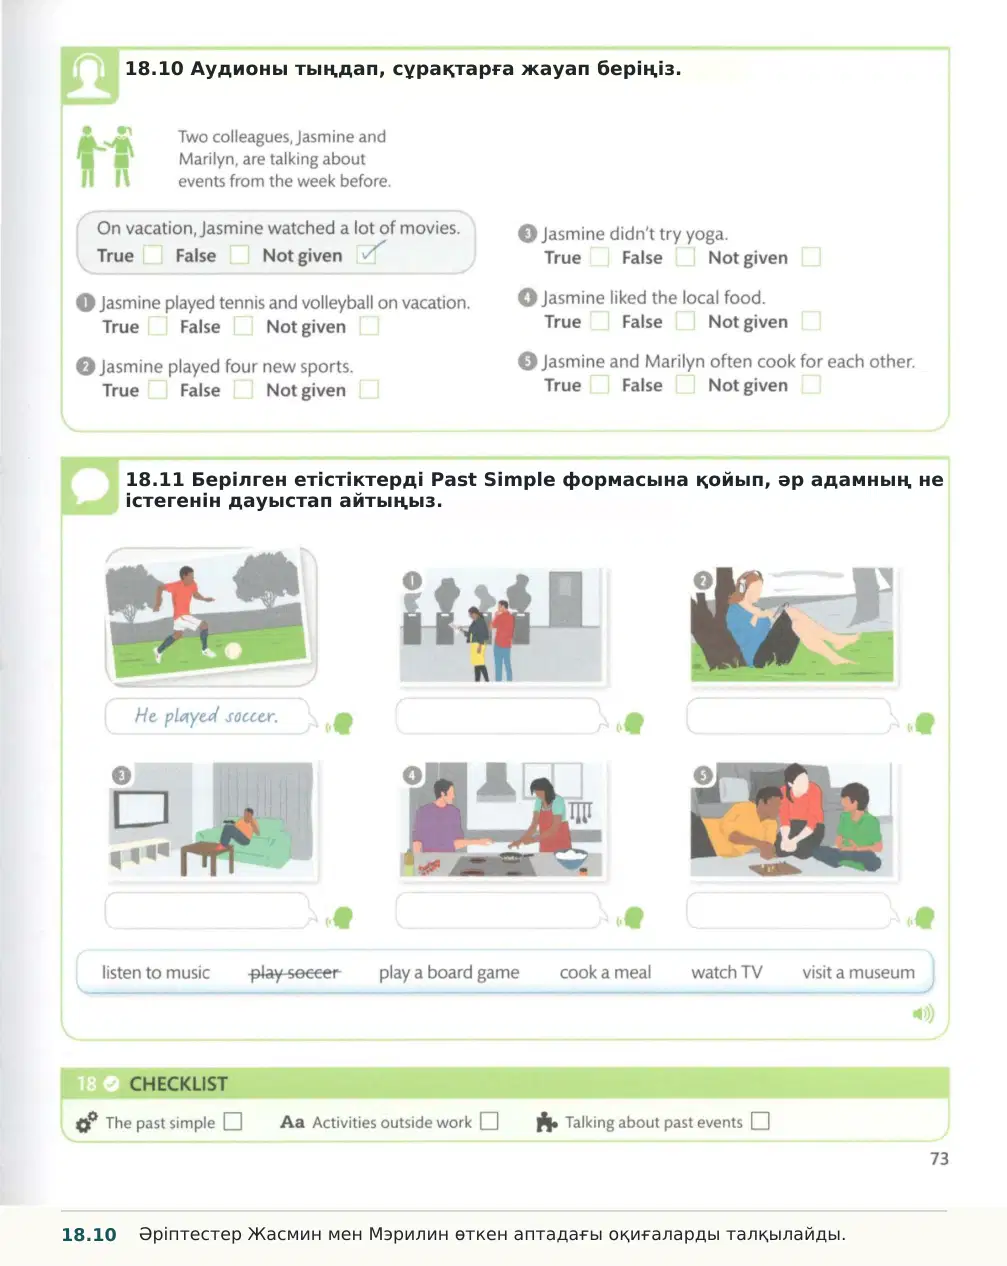 18.10 Аудионы тыңдап, сұрақтарға жауап беріңіз.
Two colleagues, Jasmine and
Marilyn, are talking about
events from the week before.
On vacation, Jasmine watched a lot of movies.
True False Not given
1 Jasmine played tennis and volleyball on vacation.
True False Not given
2 Jasmine played four new sports.
True False Not given
3 Jasmine didn't try yoga.
True False Not given
4 Jasmine liked the local food.
True False Not given
5 Jasmine and Marilyn often cook for each other.
True False Not given
18.11 Берілген етістіктерді Past Simple формасына қойып, әр адамның не
істегенін дауыстап айтыңыз.
1
2
He played soccer.
3
4
5
listen to music play soccer play a board game cook a meal watch TV visit a museum
18 CHECKLIST
The past simple Aa Activities outside work Talking about past events
73
18.10 Әріптестер Жасмин мен Мэрилин өткен аптадағы оқиғаларды талқылайды.